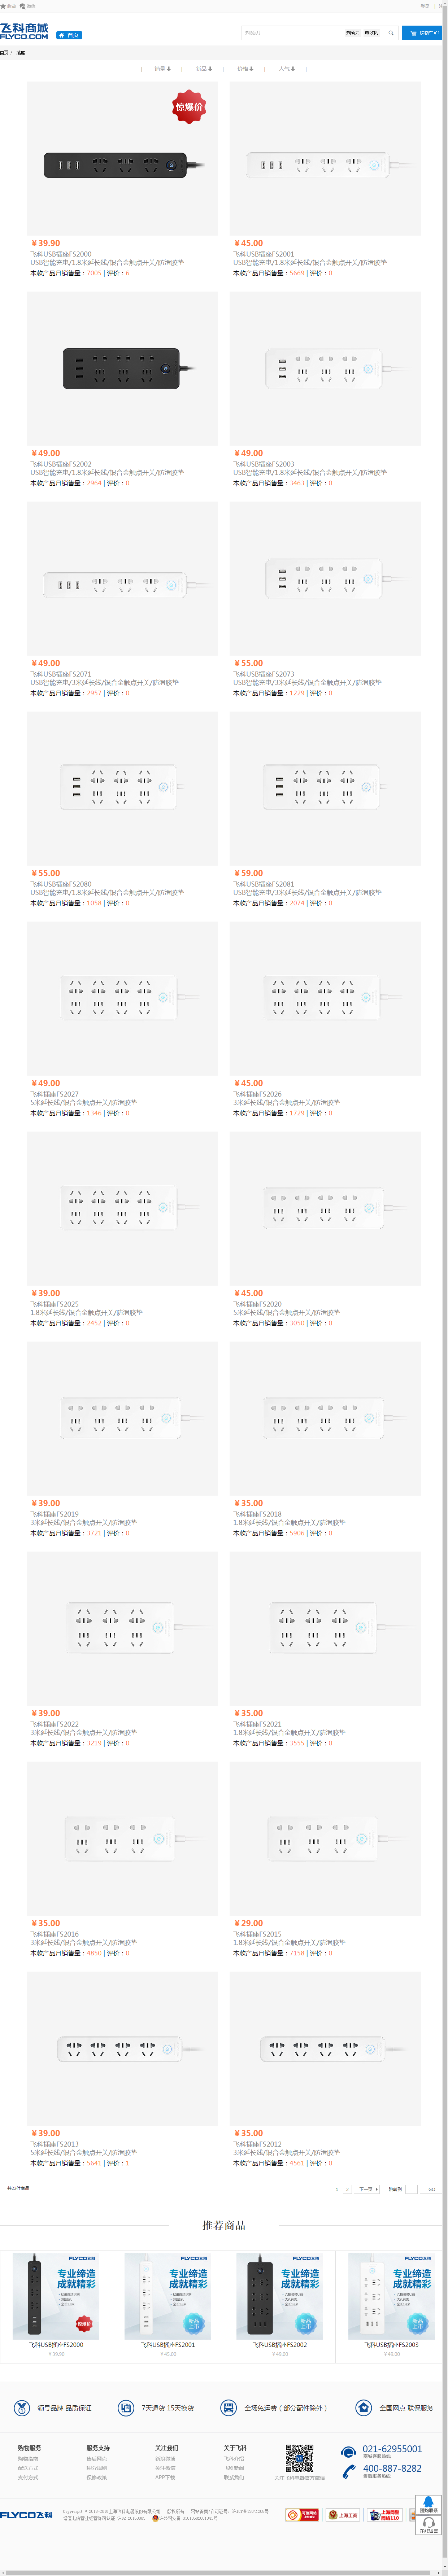 收藏
登录
飞科商城
FLYCO.COM
首页
剃须刀
剃须刀 电吹风
首页 / 插座
销量
新品
价格
人气
惊爆价
¥39.90
飞科USB插座FS2000
USB智能充电/1.8米延长线/银合金触点开关/防滑胶垫
本款产品月销售量：7005 | 评价：6
¥45.00
飞科USB插座FS2001
USB智能充电/1.8米延长线/银合金触点开关/防滑胶垫
本款产品月销售量：5669 | 评价：0
¥49.00
飞科USB插座FS2002
USB智能充电/1.8米延长线/银合金触点开关/防滑胶垫
本款产品月销售量：2964 | 评价：0
¥49.00
飞科USB插座FS2003
USB智能充电/1.8米延长线/银合金触点开关/防滑胶垫
本款产品月销售量：3463 | 评价：0
¥49.00
飞科USB插座FS2071
USB智能充电/3米延长线/银合金触点开关/防滑胶垫
本款产品月销售量：2957 | 评价：0
¥55.00
飞科USB插座FS2073
USB智能充电/3米延长线/银合金触点开关/防滑胶垫
本款产品月销售量：1229 | 评价：0
¥55.00
飞科USB插座FS2080
USB智能充电/1.8米延长线/银合金触点开关/防滑胶垫
本款产品月销售量：1058 | 评价：0
¥59.00
飞科USB插座FS2081
USB智能充电/3米延长线/银合金触点开关/防滑胶垫
本款产品月销售量：2074 | 评价：0
¥49.00
飞科插座FS2027
5米延长线/银合金触点开关/防滑胶垫
本款产品月销售量：1346 | 评价：0
¥45.00
飞科插座FS2026
3米延长线/银合金触点开关/防滑胶垫
本款产品月销售量：1729 | 评价：0
¥39.00
飞科插座FS2025
1.8米延长线/银合金触点开关/防滑胶垫
本款产品月销售量：2452 | 评价：0
¥45.00
飞科插座FS2020
5米延长线/银合金触点开关/防滑胶垫
本款产品月销售量：3050 | 评价：0
¥39.00
飞科插座FS2019
3米延长线/银合金触点开关/防滑胶垫
本款产品月销售量：3721 | 评价：0
¥35.00
飞科插座FS2018
1.8米延长线/银合金触点开关/防滑胶垫
本款产品月销售量：5906 | 评价：0
¥39.00
飞科插座FS2022
3米延长线/银合金触点开关/防滑胶垫
本款产品月销售量：3219 | 评价：0
¥35.00
飞科插座FS2021
1.8米延长线/银合金触点开关/防滑胶垫
本款产品月销售量：3555 | 评价：0
¥35.00
飞科插座FS2016
3米延长线/银合金触点开关/防滑胶垫
本款产品月销售量：4850 | 评价：0
¥29.00
飞科插座FS2015
1.8米延长线/银合金触点开关/防滑胶垫
本款产品月销售量：7158 | 评价：0
¥39.00
飞科插座FS2013
5米延长线/银合金触点开关/防滑胶垫
本款产品月销售量：5641 | 评价：1
¥35.00
飞科插座FS2012
3米延长线/银合金触点开关/防滑胶垫
本款产品月销售量：4561 | 评价：0
共23件商品
1 2 下一页 跳转到 GO
推荐商品
FLYCO飞科
专业缔造
成就精彩
惊爆价
飞科USB插座FS2000
¥ 39.90
FLYCO飞科
专业缔造
成就精彩
新品上市
飞科USB插座FS2001
¥ 45.00
FLYCO飞科
专业缔造
成就精彩
新品上市
飞科USB插座FS2002
¥ 49.00
FLYCO飞科
专业缔造
成就精彩
新品上市
飞科USB插座FS2003
¥ 49.00
领导品牌 品质保证
7天退货 15天换货
全场免运费（部分配件除外）
全国网点 联保服务
购物服务
购物指南
配送方式
支付方式
服务支持
售后网点
积分规则
保修政策
关注我们
新浪微博
关注微信
APP下载
关于飞科
飞科介绍
飞科新闻
联系我们
关注飞科电器官方微信
021-62955001
商城客服热线
400-887-8282
售后服务热线
FLYCO飞科
上海工商
上海网警
网络110
团购服务
在线留言